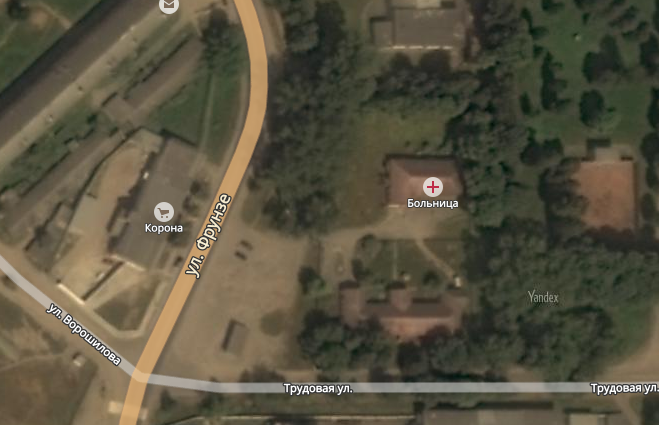 ул. Фрунзе
Больница
Корона
Yandex
ул. Ворошилова
Трудовая ул.
Трудовая ул.